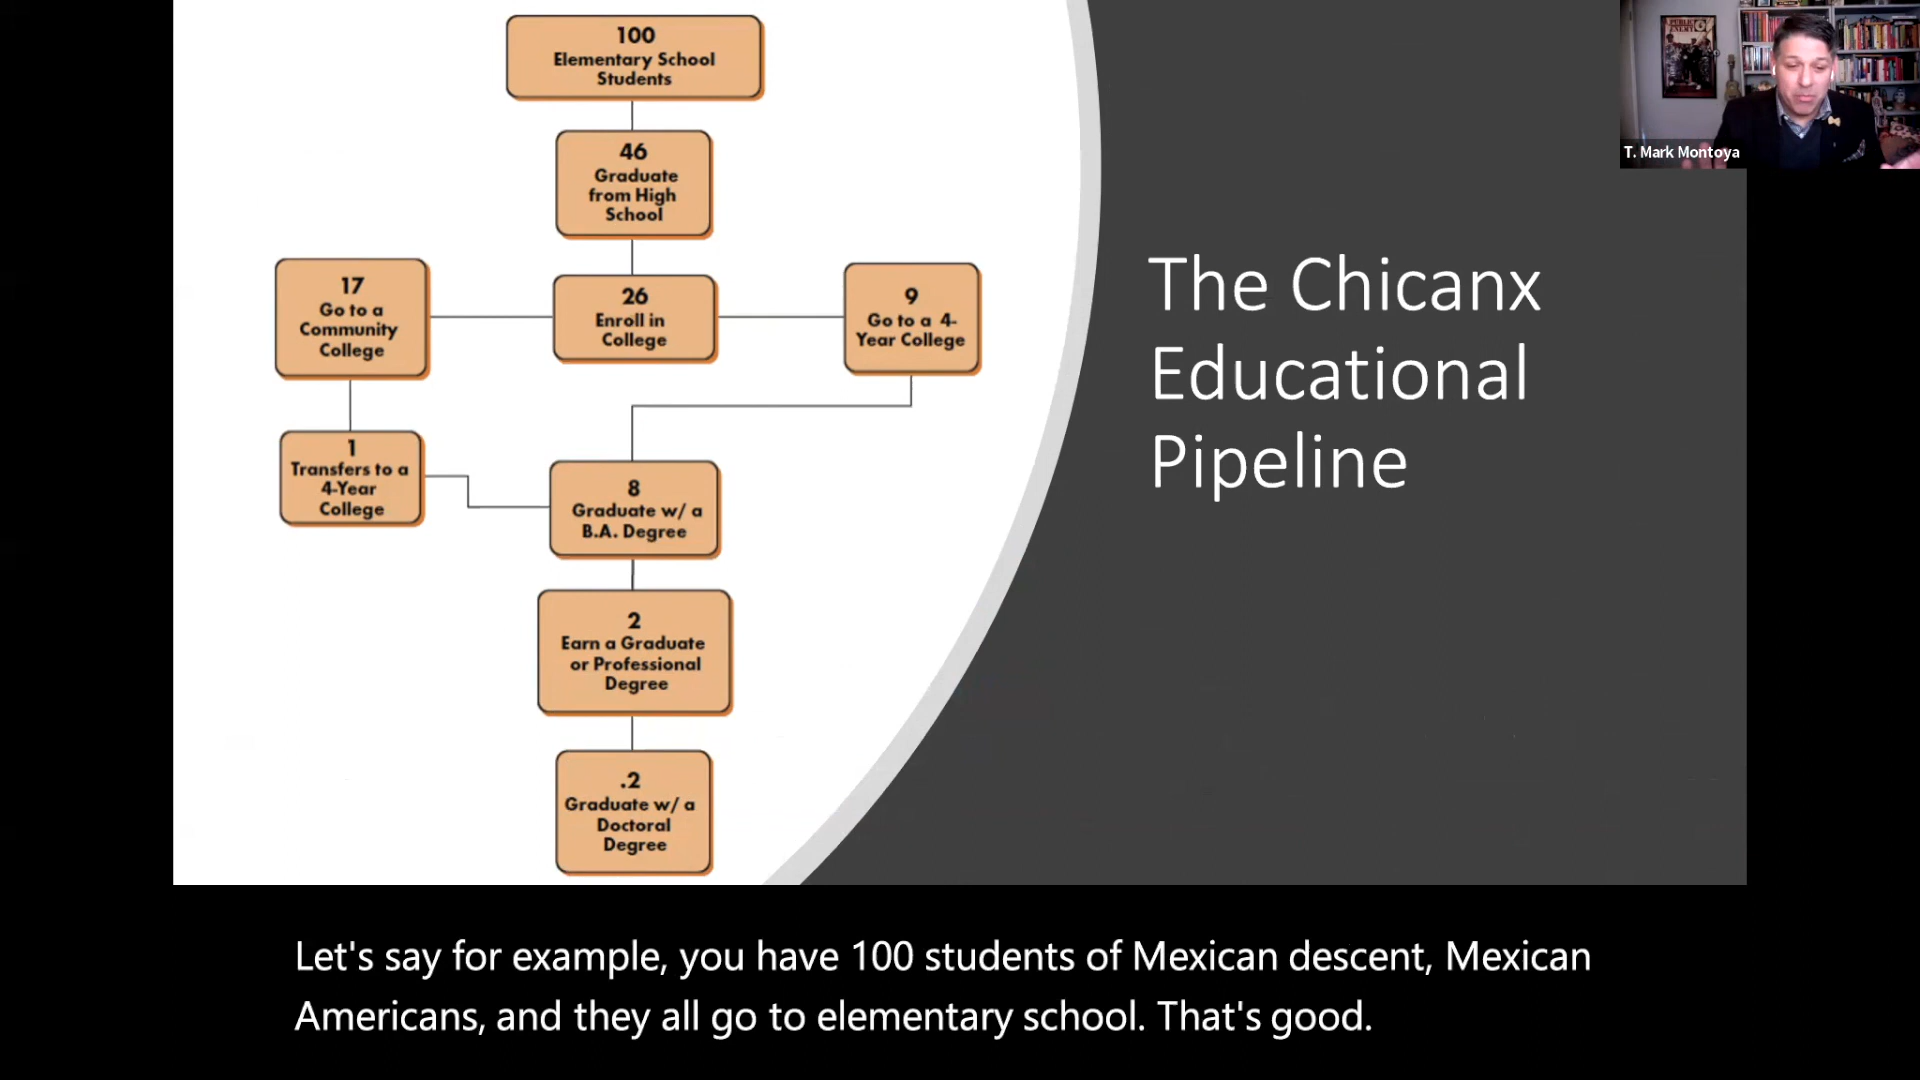 100
Elementary School
Students
46
Graduate
from High
School
17
Go to a
Community
College
26
Enroll in
College
9
Go to a 4-
Year College
1
Transfers to a
4-Year
College
8
Graduate w/ a
B.A. Degree
2
Earn a Graduate
or Professional
Degree
.2
Graduate w/ a
Doctoral
Degree
The Chicanx
Educational
Pipeline
PUBLIC
ENEMY
T. Mark Montoya
Let's say for example, you have 100 students of Mexican descent, Mexican
Americans, and they all go to elementary school. That's good.